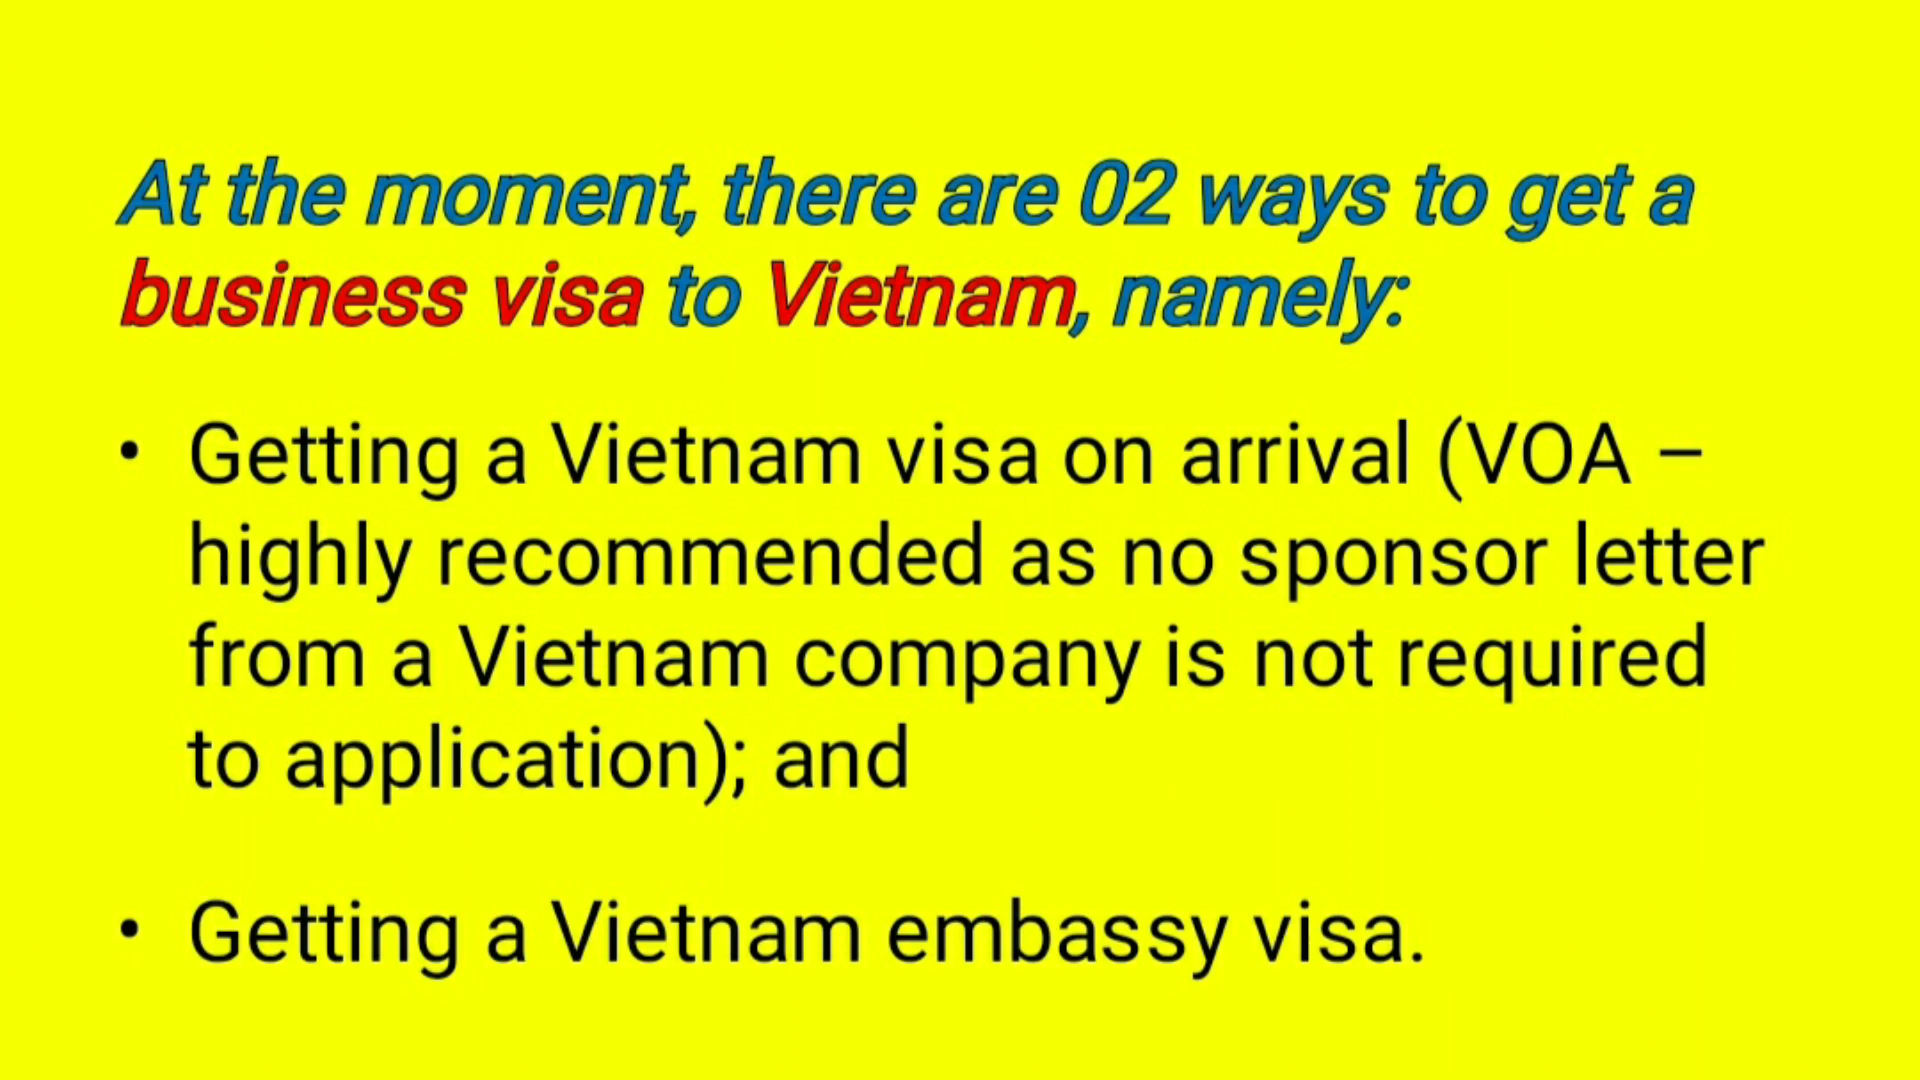 At the moment, there are 02 ways to get a
business visa to Vietnam, namely:
• Getting a Vietnam visa on arrival (VOA –
highly recommended as no sponsor letter
from a Vietnam company is not required
to application); and
• Getting a Vietnam embassy visa.